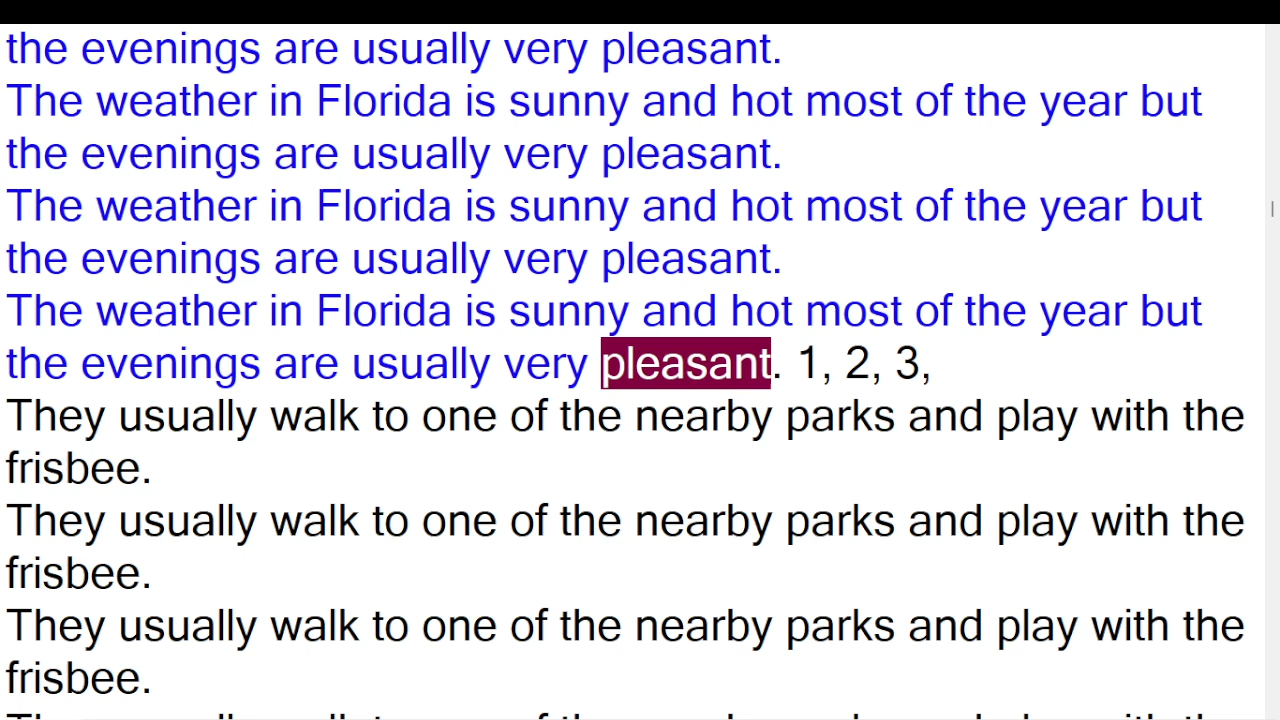 the evenings are usually very pleasant.
The weather in Florida is sunny and hot most of the year but
the evenings are usually very pleasant.
The weather in Florida is sunny and hot most of the year but
the evenings are usually very pleasant.
The weather in Florida is sunny and hot most of the year but
the evenings are usually very pleasant. 1, 2, 3,
They usually walk to one of the nearby parks and play with the
frisbee.
They usually walk to one of the nearby parks and play with the
frisbee.
They usually walk to one of the nearby parks and play with the
frisbee.